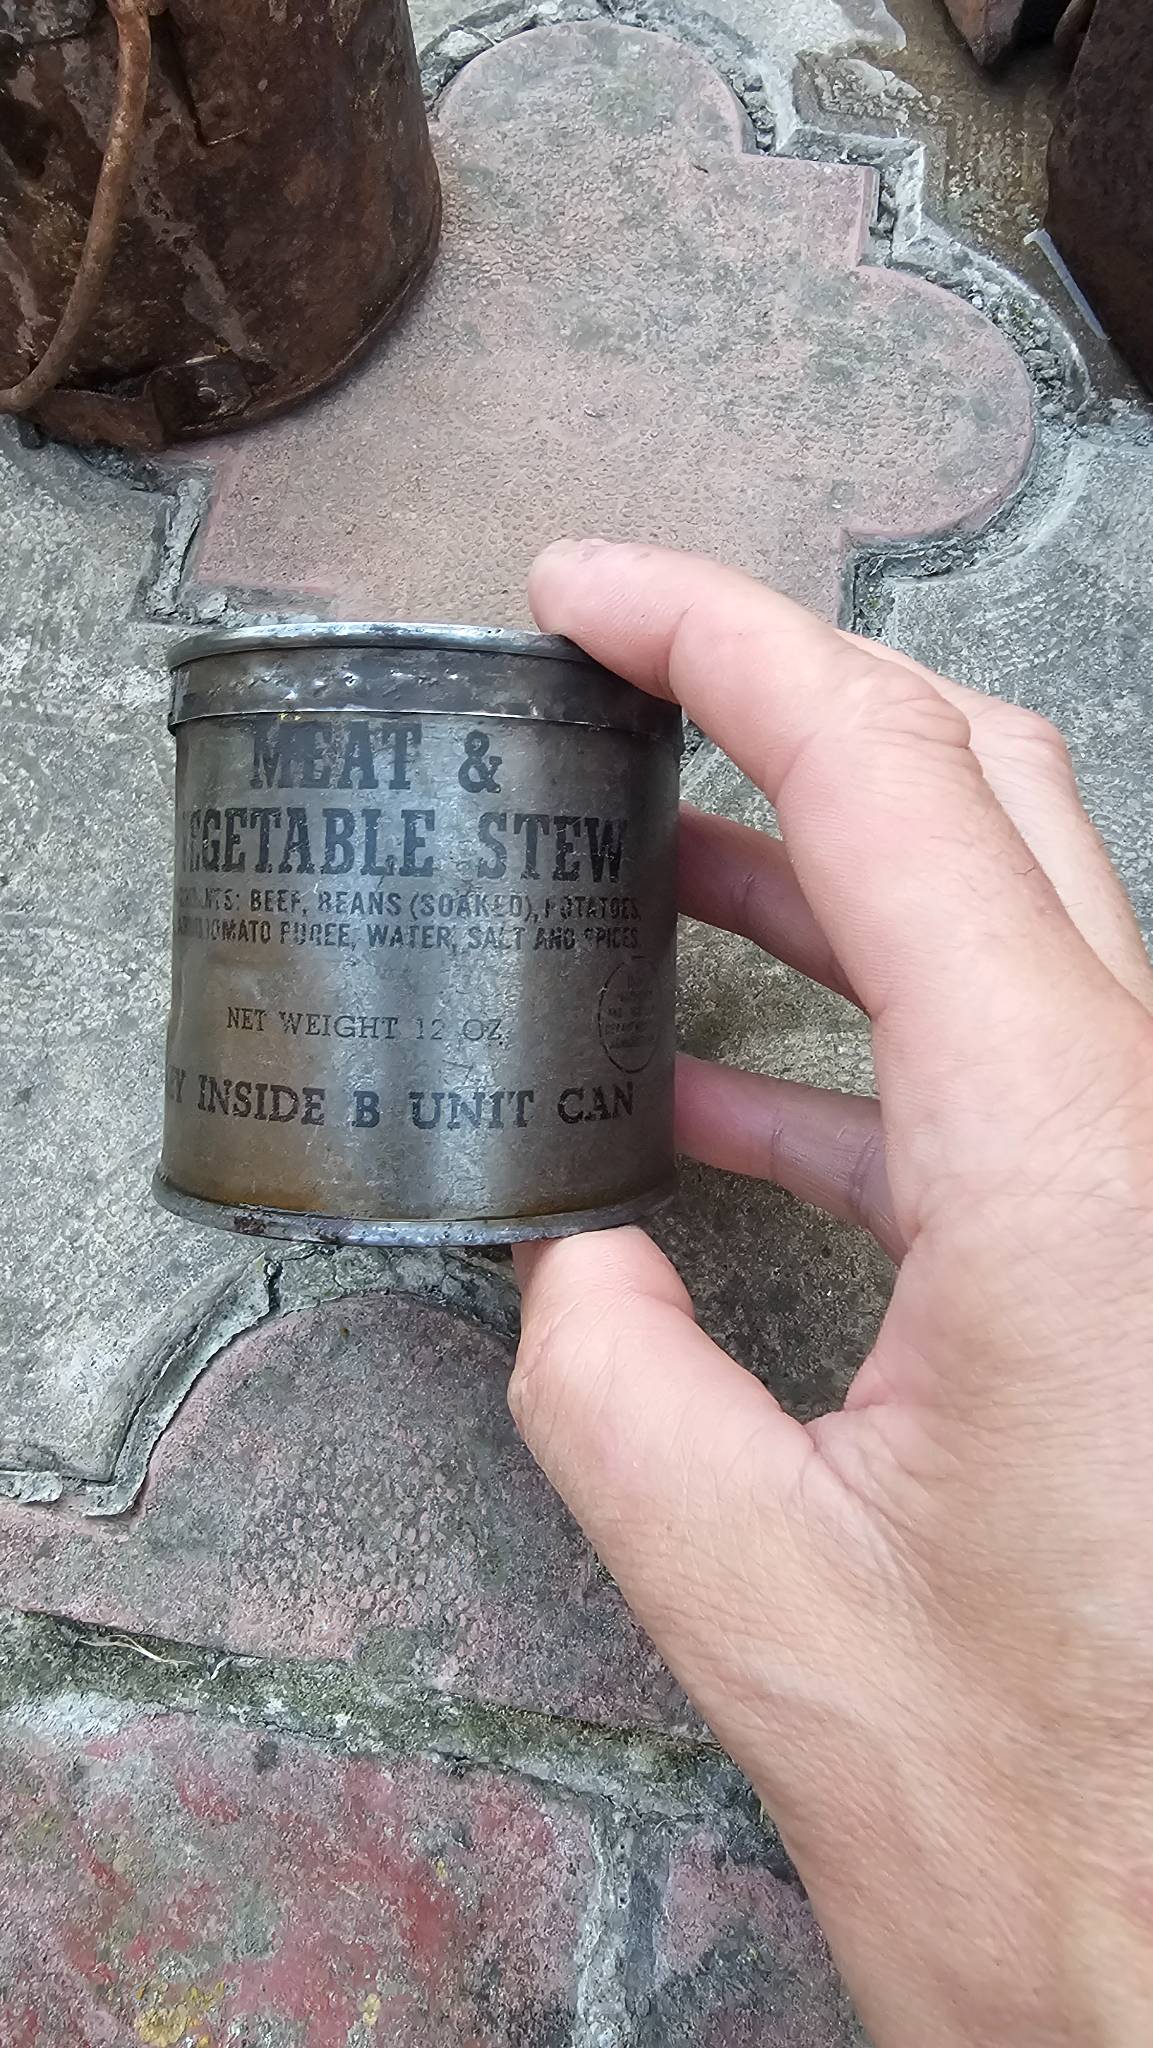 MEAT &
VEGETABLE STEW
BEEF, BEANS (SOAKED), POTATOES,
TOMATO PUREE, WATER, SALT AND SPICES.
NET WEIGHT 12 OZ.
INSIDE B UNIT CAN